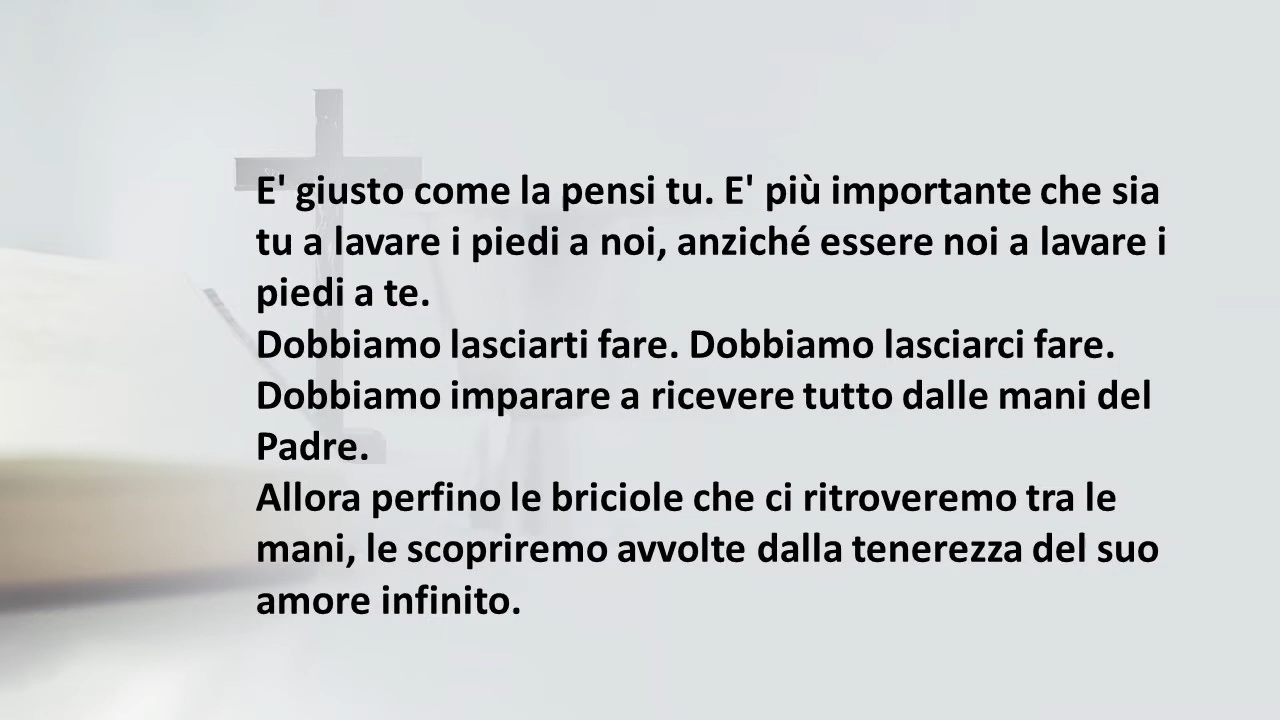 E' giusto come la pensi tu. E' più importante che sia
tu a lavare i piedi a noi, anziché essere noi a lavare i
piedi a te.
Dobbiamo lasciarti fare. Dobbiamo lasciarci fare.
Dobbiamo imparare a ricevere tutto dalle mani del
Padre.
Allora perfino le briciole che ci ritroveremo tra le
mani, le scopriremo avvolte dalla tenerezza del suo
amore infinito.